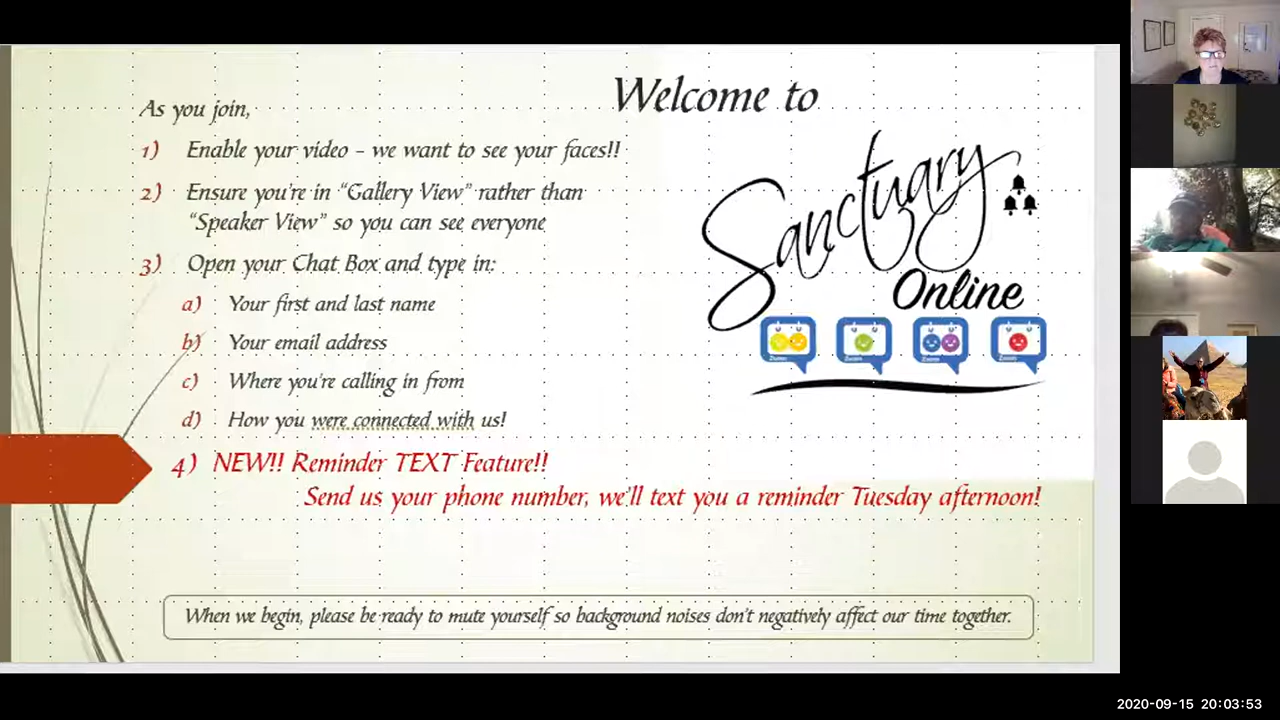 Welcome to
Sanctuary
Online
As you join,
1) Enable your video – we want to see your faces!!
2) Ensure you're in "Gallery View" rather than
"Speaker View" so you can see everyone
3) Open your Chat Box and type in:
a) Your first and last name
b) Your email address
c) Where you're calling in from
d) How you were connected with us!
4) NEW!! Reminder TEXT Feature!!
Send us your phone number, we'll text you a reminder Tuesday afternoon!
When we begin, please be ready to mute yourself so background noises don't negatively affect our time together.
2020-09-15 20:03:53